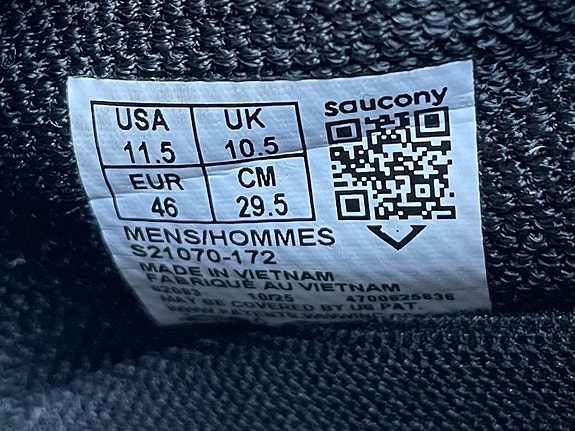 saucony
USA UK
11.5 10.5
EUR CM
46 29.5
MENS/HOMMES
S21070-172
MADE IN VIETNAM
FABRIQUÉ AU VIETNAM
10/25 4700625636
MAY BE COVERED BY US PAT.